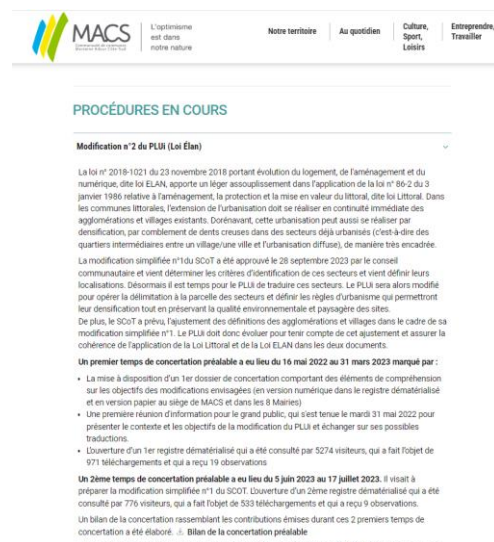 MACS
L'optimisme
est dans
notre nature
Notre territoire
Au quotidien
Culture,
Sport,
Loisirs
Entreprendre,
Travailler
PROCÉDURES EN COURS
Modification n°2 du PLUi (Loi Élan)
La loi n° 2018-1021 du 23 novembre 2018 portant évolution du logement, de l'aménagement et du
numérique, dite loi ELAN, apporte un léger assouplissement dans l'application de la loi n° 86-2 du 3
janvier 1986 relative à l'aménagement, la protection et la mise en valeur du littoral, dite loi Littoral. Dans
les communes littorales, l'extension de l'urbanisation doit se réaliser en continuité immédiate des
agglomérations et villages existants. Dorénavant, cette urbanisation peut aussi se réaliser par
densification, par comblement de dents creuses dans des secteurs déjà urbanisés (c'est-à-dire des
quartiers intermédiaires entre un village/une ville et l'urbanisation diffuse), de manière très encadrée.
La modification simplifiée n°1du SCoT a été approuvé le 28 septembre 2023 par le conseil
communautaire et vient déterminer les critères d'identification de ces secteurs et vient définir leurs
localisations. Désormais il est temps pour le PLUi de traduire ces secteurs. Le PLUi sera alors modifié
pour opérer la délimitation à la parcelle des secteurs et définir les règles d'urbanisme qui permettront
leur densification tout en préservant la qualité environnementale et paysagère des sites.
De plus, le SCoT a prévu, l'ajustement des définitions des agglomérations et villages dans le cadre de sa
modification simplifiée n°1. Le PLUi doit donc évoluer pour tenir compte de cet ajustement et assurer la
cohérence de l'application de la Loi Littoral et de la Loi ELAN dans les deux documents.
Un premier temps de concertation préalable a eu lieu du 16 mai 2022 au 31 mars 2023 marqué par :
• La mise à disposition d'un 1er dossier de concertation comportant des éléments de compréhension
sur les objectifs des modifications envisagées (en version numérique dans le registre dématérialisé
et en version papier au siège de MACS et dans les 8 Mairies)
• Une première réunion d'information pour le grand public, qui s'est tenue le mardi 31 mai 2022 pour
présenter le contexte et les objectifs de la modification du PLUi et échanger sur ses possibles
traductions.
• L'ouverture d'un 1er registre dématérialisé qui a été consulté par 5274 visiteurs, qui a fait l'objet de
971 téléchargements et qui a reçu 19 observations
Un 2ème temps de concertation préalable a eu lieu du 5 juin 2023 au 17 juillet 2023. Il visait à
préparer la modification simplifiée n°1 du SCOT. L'ouverture d'un 2ème registre dématérialisé qui a été
consulté par 776 visiteurs, qui a fait l'objet de 533 téléchargements et qui a reçu 9 observations.
Un bilan de la concertation rassemblant les contributions émises durant ces 2 premiers temps de
concertation a été élaboré. Bilan de la concertation préalable